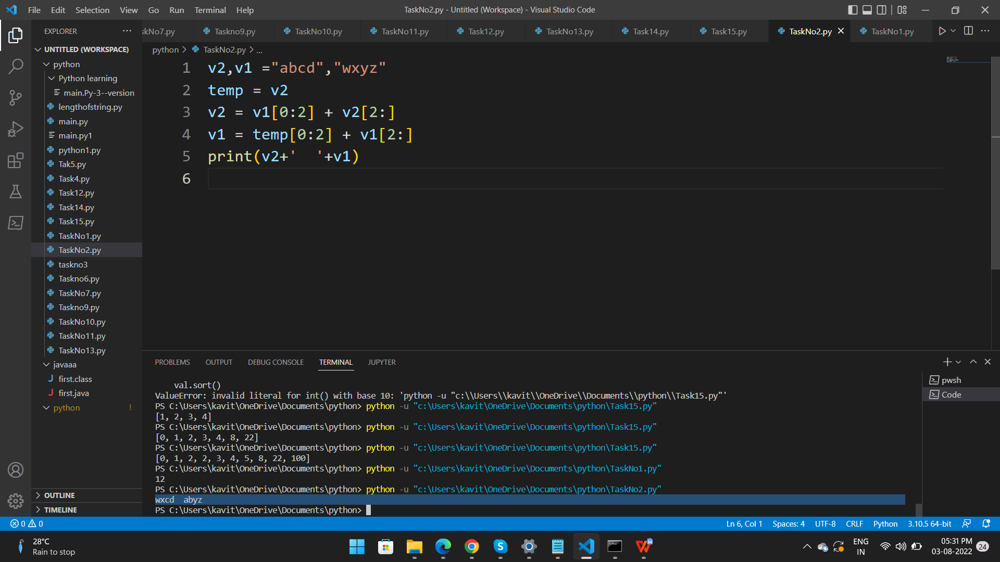 File Edit Selection View Go Run Terminal Help TaskNo2.py - Untitled (Workspace) - Visual Studio Code
EXPLORER
skNo7.py Taskno9.py TaskNo10.py TaskNo11.py Task12.py TaskNo13.py Task14.py Task15.py TaskNo2.py TaskNo1.py
UNTITLED (WORKSPACE)
python
Python learning
main.Py-3--version
lengthofstring.py
main.py
main.py1
python1.py
Tak5.py
Task4.py
Task12.py
Task14.py
Task15.py
TaskNo1.py
TaskNo2.py
taskno3
Taskno6.py
TaskNo7.py
Taskno9.py
TaskNo10.py
TaskNo11.py
TaskNo13.py
javaaa
J first.class
J first.java
python !
OUTLINE
TIMELINE
python > TaskNo2.py > ...
1 v2,v1 ="abcd","wxyz"
2 temp = v2
3 v2 = v1[0:2] + v2[2:]
4 v1 = temp[0:2] + v1[2:]
5 print(v2+'  '+v1)
6
PROBLEMS OUTPUT DEBUG CONSOLE TERMINAL JUPYTER
val.sort()
ValueError: invalid literal for int() with base 10: 'python -u "c:\\Users\\kavit\\OneDrive\\Documents\\python\\Task15.py"'
PS C:\Users\kavit\OneDrive\Documents\python> python -u "c:\Users\kavit\OneDrive\Documents\python\Task15.py"
[1, 2, 3, 4]
PS C:\Users\kavit\OneDrive\Documents\python> python -u "c:\Users\kavit\OneDrive\Documents\python\Task15.py"
[0, 1, 2, 3, 4, 8, 22]
PS C:\Users\kavit\OneDrive\Documents\python> python -u "c:\Users\kavit\OneDrive\Documents\python\Task15.py"
[0, 1, 2, 2, 3, 4, 5, 8, 22, 100]
PS C:\Users\kavit\OneDrive\Documents\python> python -u "c:\Users\kavit\OneDrive\Documents\python\TaskNo1.py"
12
PS C:\Users\kavit\OneDrive\Documents\python> python -u "c:\Users\kavit\OneDrive\Documents\python\TaskNo2.py"
wxcd  abyz
PS C:\Users\kavit\OneDrive\Documents\python>
pwsh
Code
0 0 Ln 6, Col 1 Spaces: 4 UTF-8 CRLF Python 3.10.5 64-bit
28°C
Rain to stop
ENG
IN
05:31 PM
03-08-2022
24